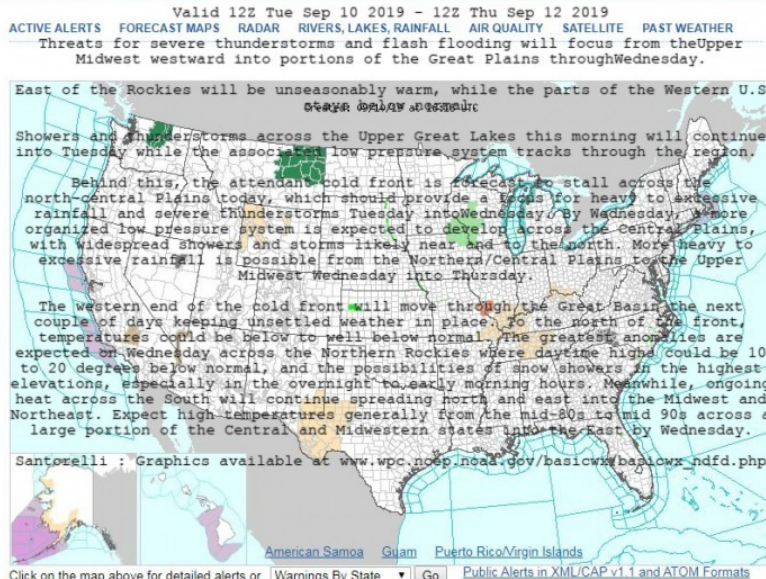 Valid 12Z Tue Sep 10 2019 - 12Z Thu Sep 12 2019
ACTIVE ALERTS FORECAST MAPS RADAR RIVERS, LAKES, RAINFALL AIR QUALITY SATELLITE PAST WEATHER
Threats for severe thunderstorms and flash flooding will focus from theUpper
Midwest westward into portions of the Great Plains throughWednesday.
East of the Rockies will be unseasonably warm, while the parts of the Western U.S
stays below normal.
Showers and thunderstorms across the Upper Great Lakes this morning will continue
into Tuesday while the associated low pressure system tracks through the region.
Behind this, the attendant cold front is forecast to stall across the
north-central Plains today, which should provide a focus for heavy to excessive
rainfall and severe thunderstorms Tuesday intoWednesday. By Wednesday, a more
organized low pressure system is expected to develop across the Central Plains,
with widespread showers and storms likely near and to the north. More heavy to
excessive rainfall is possible from the Northern/Central Plains to the Upper
Midwest Wednesday into Thursday.
The western end of the cold front will move through the Great Basin the next
couple of days keeping unsettled weather in place. To the north of the front,
temperatures could be below to well below normal. The greatest anomalies are
expected on Wednesday across the Northern Rockies where daytime highs could be 10
to 20 degrees below normal, and the possibilities of snow showers in the highest
elevations, especially in the overnight to early morning hours. Meanwhile, ongoing
heat across the South will continue spreading north and east into the Midwest and
Northeast. Expect high temperatures generally from the mid-80s to mid 90s across a
large portion of the Central and Midwestern states into the East by Wednesday.
Santorelli : Graphics available at www.wpc.ncep.noaa.gov/basicwx/basicwx_ndfd.php
American Samoa Guam Puerto Rico/Virgin Islands
Click on the map above for detailed alerts or Warnings By State Go Public Alerts in XML/CAP v1.1 and ATOM Formats